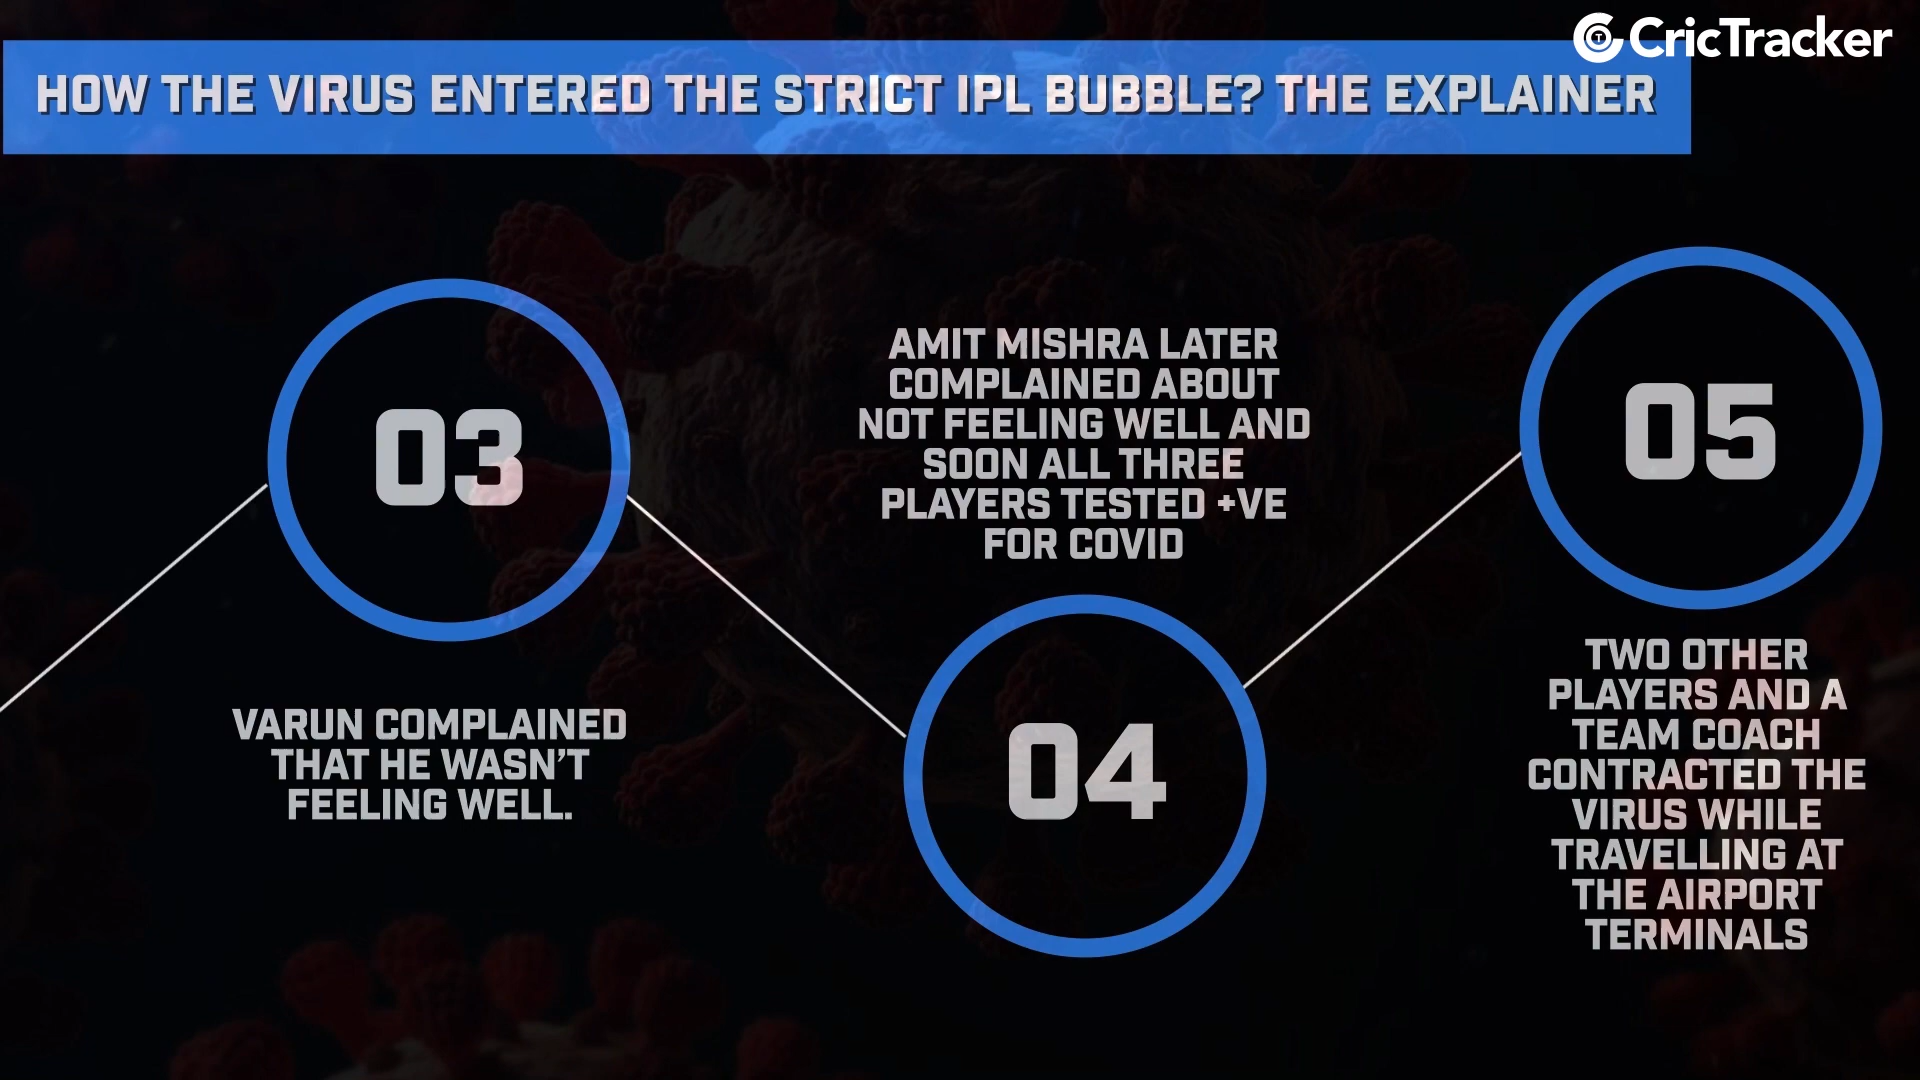 CricTracker
HOW THE VIRUS ENTERED THE STRICT IPL BUBBLE? THE EXPLAINER
03
VARUN COMPLAINED
THAT HE WASN'T
FEELING WELL.
AMIT MISHRA LATER
COMPLAINED ABOUT
NOT FEELING WELL AND
SOON ALL THREE
PLAYERS TESTED +VE
FOR COVID
04
05
TWO OTHER
PLAYERS AND A
TEAM COACH
CONTRACTED THE
VIRUS WHILE
TRAVELLING AT
THE AIRPORT
TERMINALS